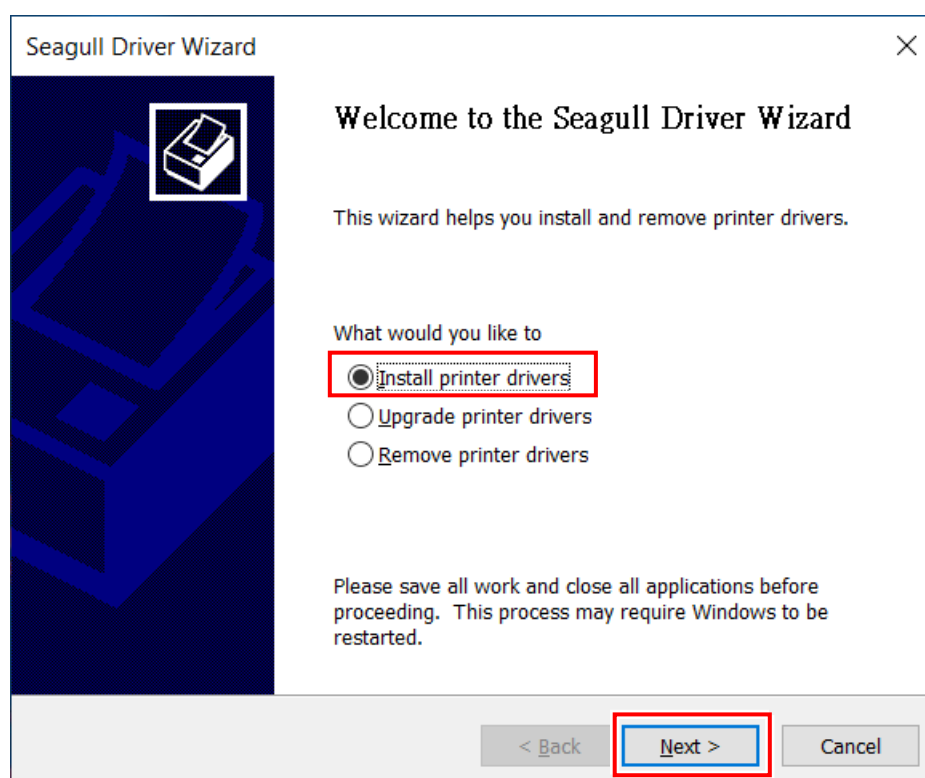 Seagull Driver Wizard
Welcome to the Seagull Driver Wizard
This wizard helps you install and remove printer drivers.
What would you like to
Install printer drivers
Upgrade printer drivers
Remove printer drivers
Please save all work and close all applications before
proceeding. This process may require Windows to be
restarted.
< Back Next > Cancel